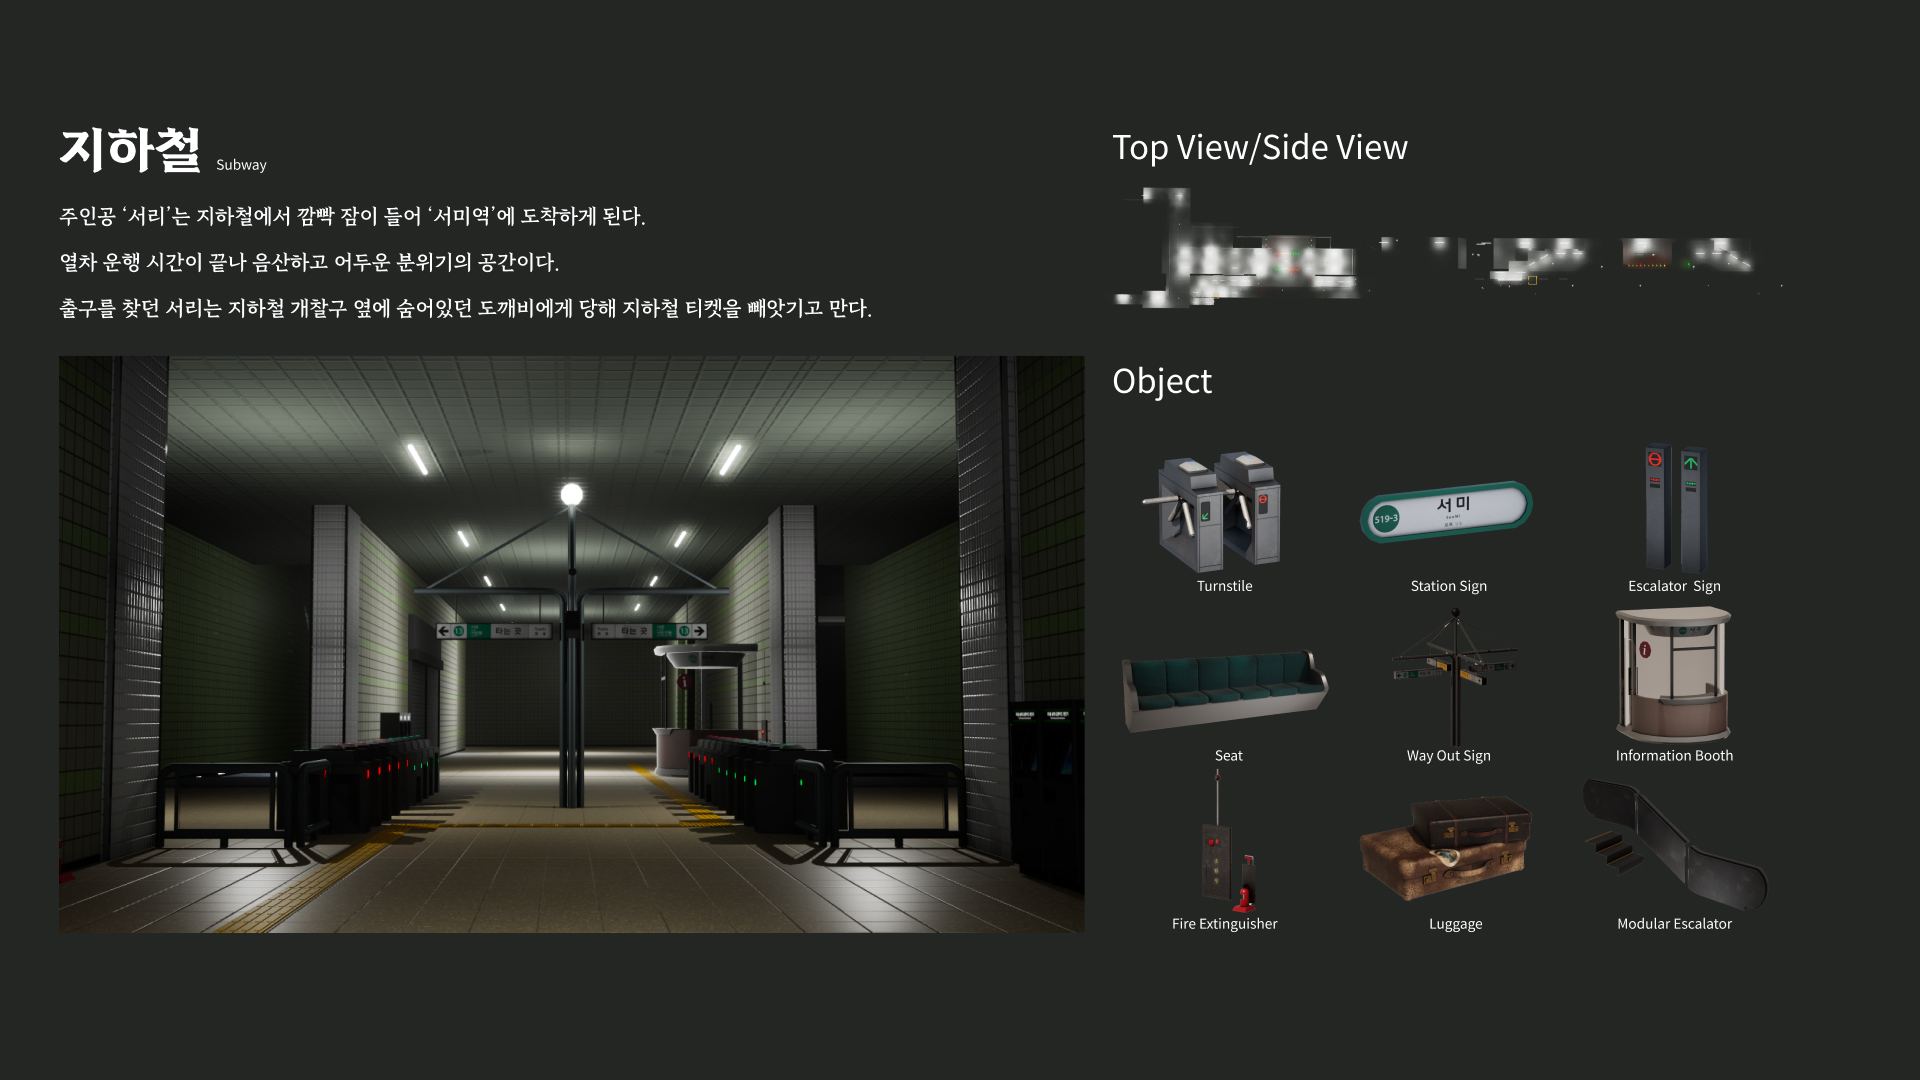 지하철 Subway
주인공 ‘서리’는 지하철에서 깜빡 잠이 들어 ‘서미역’에 도착하게 된다.
열차 운행 시간이 끝나 음산하고 어두운 분위기의 공간이다.
출구를 찾던 서리는 지하철 개찰구 옆에 숨어있던 도깨비에게 당해 지하철 티켓을 빼앗기고 만다.
타는 곳
타는 곳
Top View/Side View
Object
Turnstile
519-3
서미
Station Sign
Escalator Sign
Seat
Way Out Sign
i
Information Booth
Fire Extinguisher
Luggage
Modular Escalator